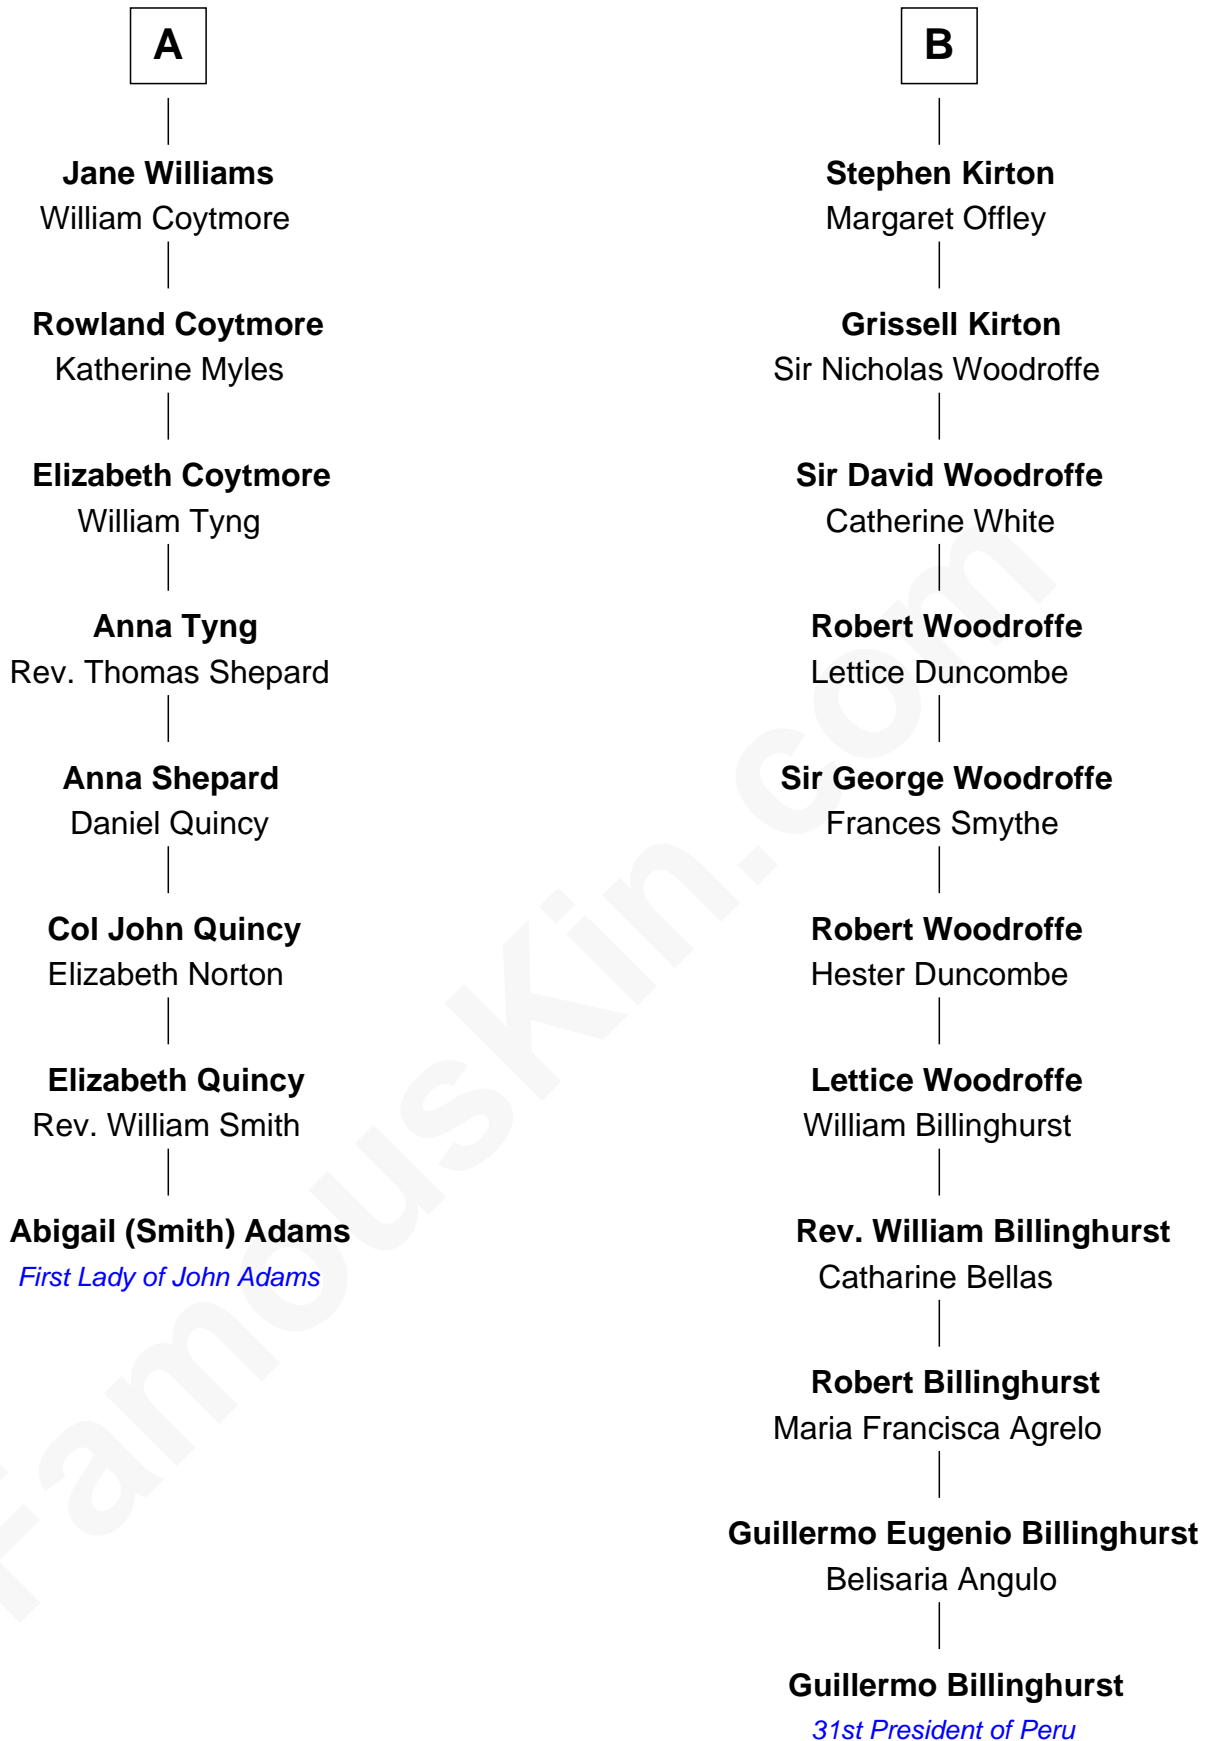 A
Jane Williams
William Coytmore
Rowland Coytmore
Katherine Myles
Elizabeth Coytmore
William Tyng
Anna Tyng
Rev. Thomas Shepard
Anna Shepard
Daniel Quincy
Col John Quincy
Elizabeth Norton
Elizabeth Quincy
Rev. William Smith
Abigail (Smith) Adams
First Lady of John Adams
B
Stephen Kirton
Margaret Offley
Grissell Kirton
Sir Nicholas Woodroffe
Sir David Woodroffe
Catherine White
Robert Woodroffe
Lettice Duncombe
Sir George Woodroffe
Frances Smythe
Robert Woodroffe
Hester Duncombe
Lettice Woodroffe
William Billinghurst
Rev. William Billinghurst
Catharine Bellas
Robert Billinghurst
Maria Francisca Agrelo
Guillermo Eugenio Billinghurst
Belisaria Angulo
Guillermo Billinghurst
31st President of Peru
FamousKin.com